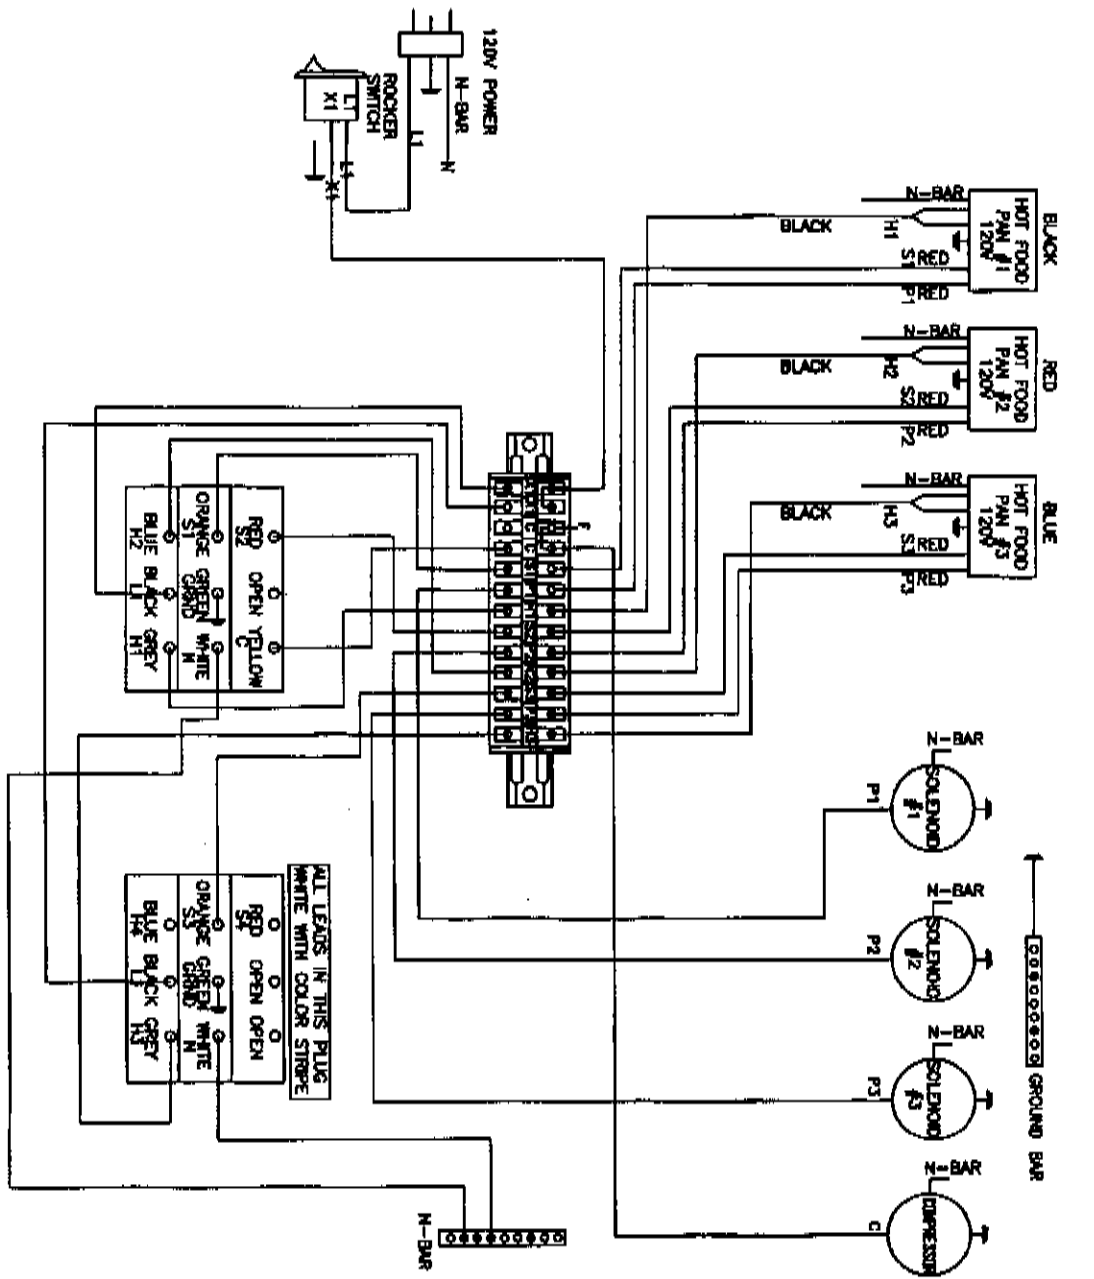 120V POWER
N-BAR
N
L1
ROCKER
SWITCH
L1
X1
L1
X1
BLACK
HOT FOOD
PAN #1
120V
N-BAR
H1
BLACK
S1 RED
P1 RED
RED
HOT FOOD
PAN #2
120V
N-BAR
H2
BLACK
S2 RED
P2 RED
BLUE
HOT FOOD
PAN #3
120V
N-BAR
H3
BLACK
S3 RED
P3 RED
F
RED OPEN YELLOW
S2 C
ORANGE GREEN WHITE
S1 GRND N
BLUE BLACK GREY
H2 L1 H1
ALL LEADS IN THIS PLUG
WHITE WITH COLOR STRIPE
RED OPEN OPEN
S4
ORANGE GREEN WHITE
S3 GRND N
BLUE BLACK GREY
H4 H3
N-BAR
SOLENOID
#1
P1
N-BAR
SOLENOID
#2
P2
N-BAR
SOLENOID
#3
P3
N-BAR
COMPRESSOR
C
GROUND BAR
N-BAR